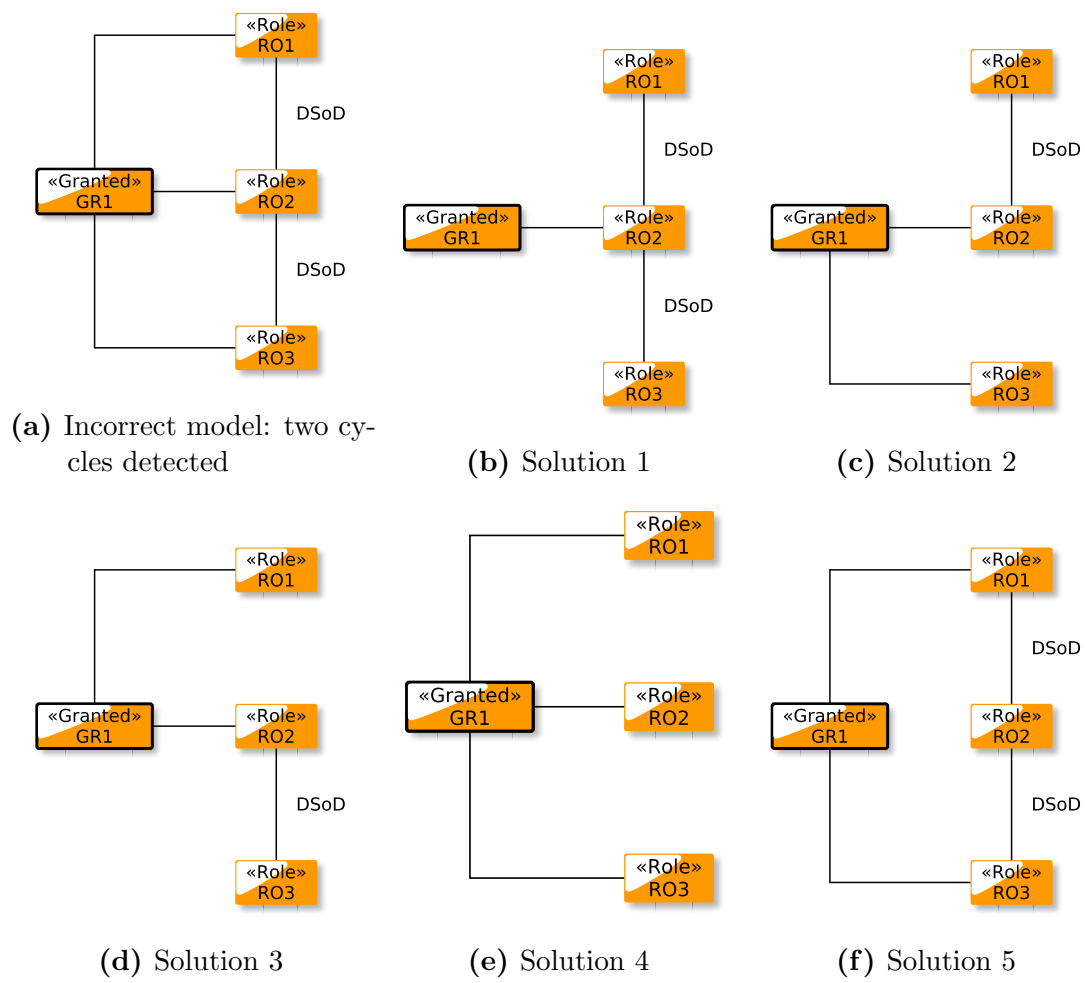 «Role»
RO1
DSoD
«Granted»
GR1
«Role»
RO2
DSoD
«Role»
RO3
(a) Incorrect model: two cy-
cles detected
«Role»
RO1
DSoD
«Granted»
GR1
«Role»
RO2
DSoD
«Role»
RO3
(b) Solution 1
«Role»
RO1
DSoD
«Granted»
GR1
«Role»
RO2
«Role»
RO3
(c) Solution 2
«Role»
RO1
«Granted»
GR1
«Role»
RO2
DSoD
«Role»
RO3
(d) Solution 3
«Role»
RO1
«Granted»
GR1
«Role»
RO2
«Role»
RO3
(e) Solution 4
«Role»
RO1
DSoD
«Granted»
GR1
«Role»
RO2
DSoD
«Role»
RO3
(f) Solution 5